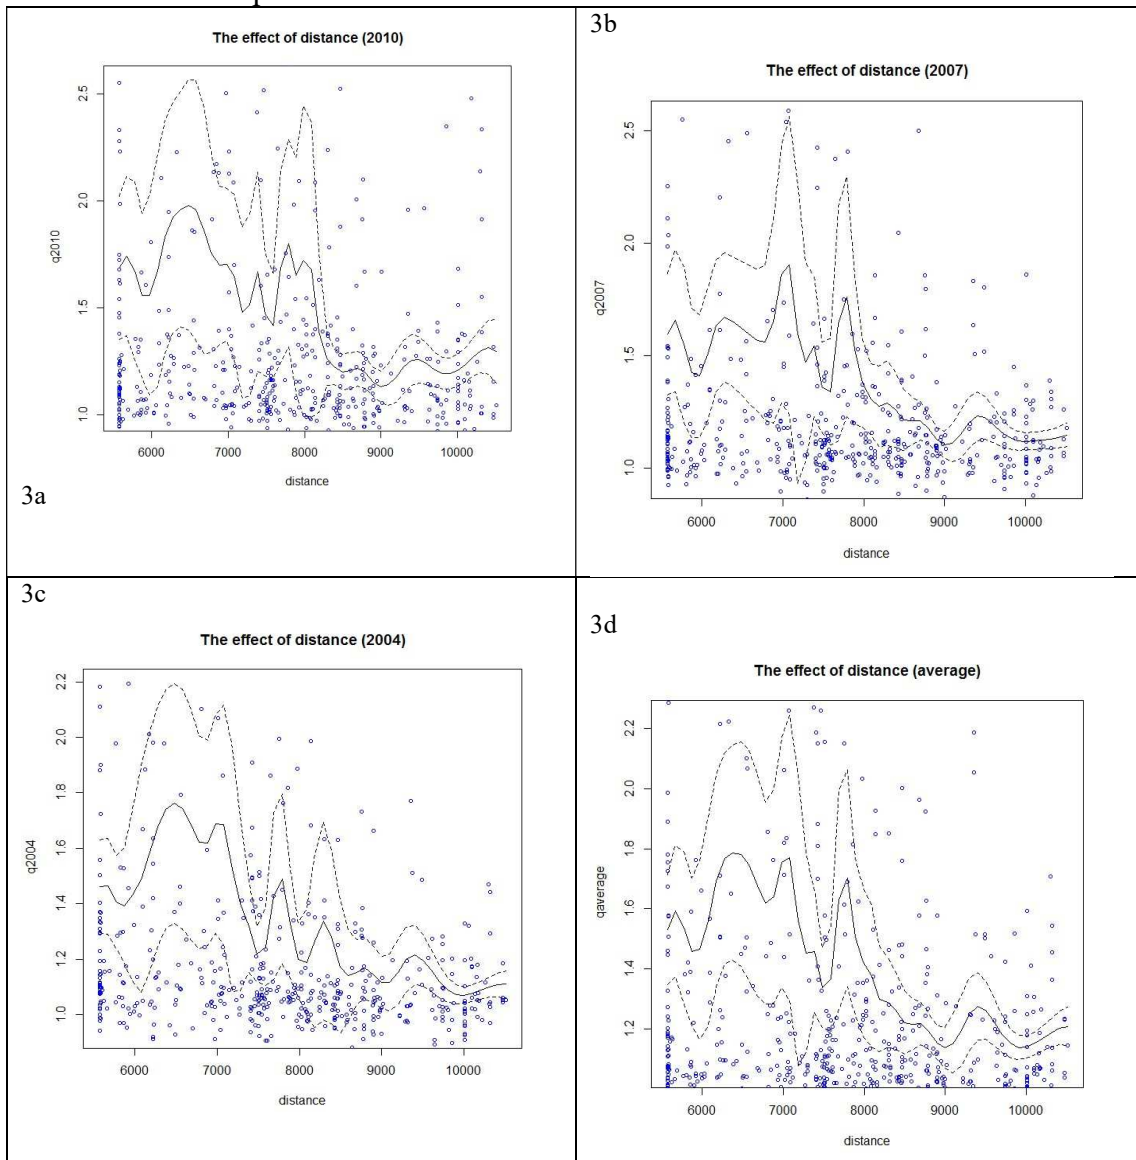 The effect of distance (2010)
2.5
2.0
q2010
1.5
1.0
6000 7000 8000 9000 10000
distance
3a
3b
The effect of distance (2007)
2.5
2.0
q2007
1.5
1.0
6000 7000 8000 9000 10000
distance
3c
The effect of distance (2004)
2.2
2.0
1.8
1.6
q2004
1.4
1.2
1.0
6000 7000 8000 9000 10000
distance
3d
The effect of distance (average)
2.2
2.0
1.8
qaverage
1.6
1.4
1.2
6000 7000 8000 9000 10000
distance